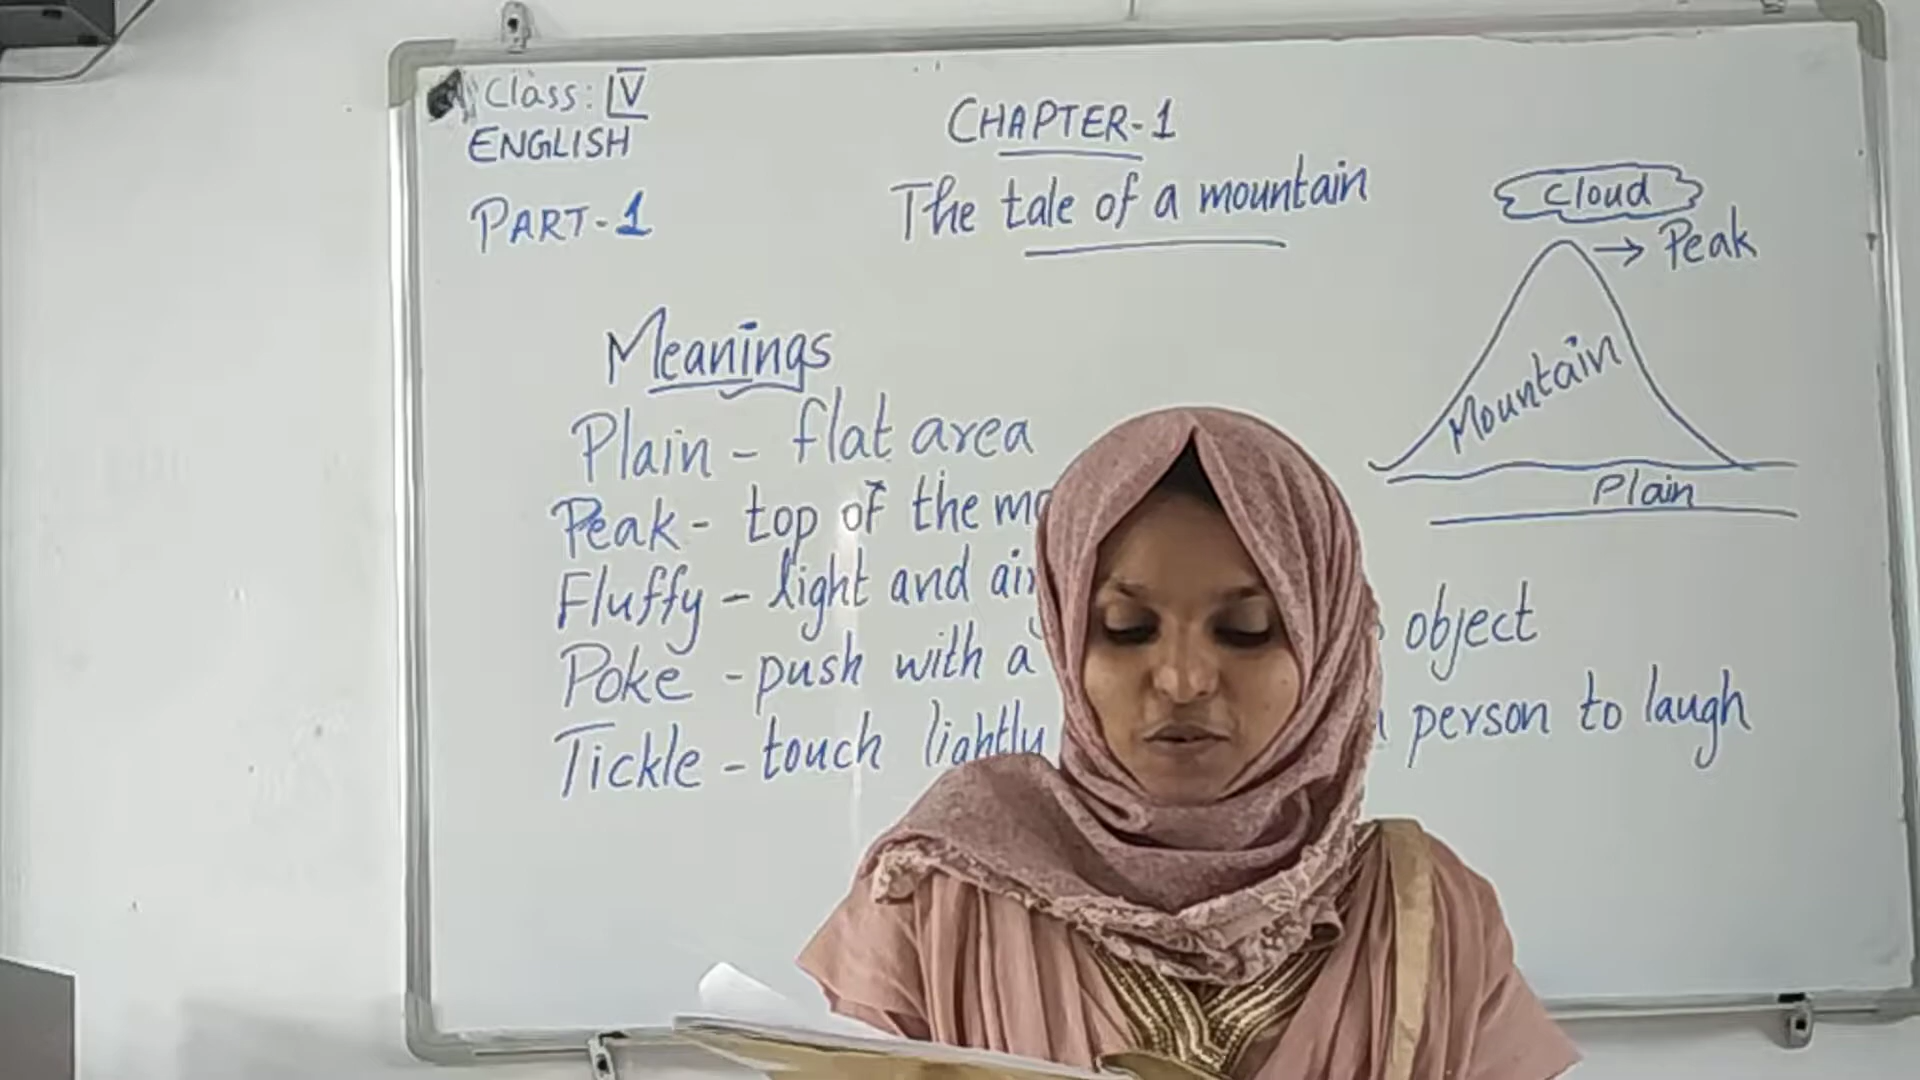 Class: IV
ENGLISH
PART-1
CHAPTER-1
The tale of a mountain
Cloud
Peak
Mountain
Plain
Meanings
Plain - flat area
Peak - top of the
Fluffy - light and
Poke - push with a object
Tickle - touch lightly person to laugh